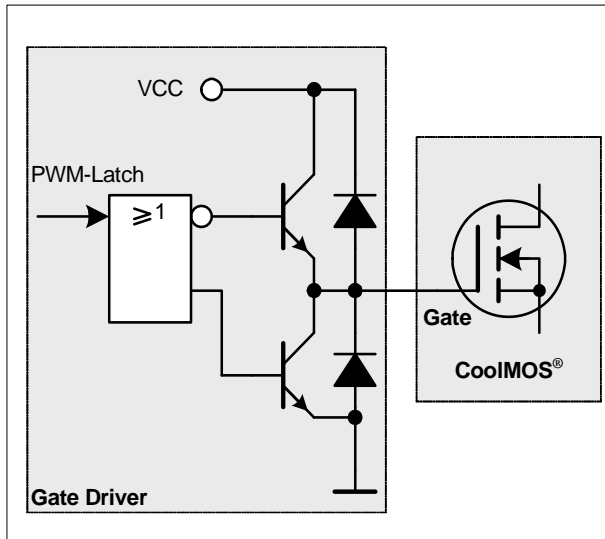 VCC
PWM-Latch
≥1
Gate
CoolMOS®
Gate Driver